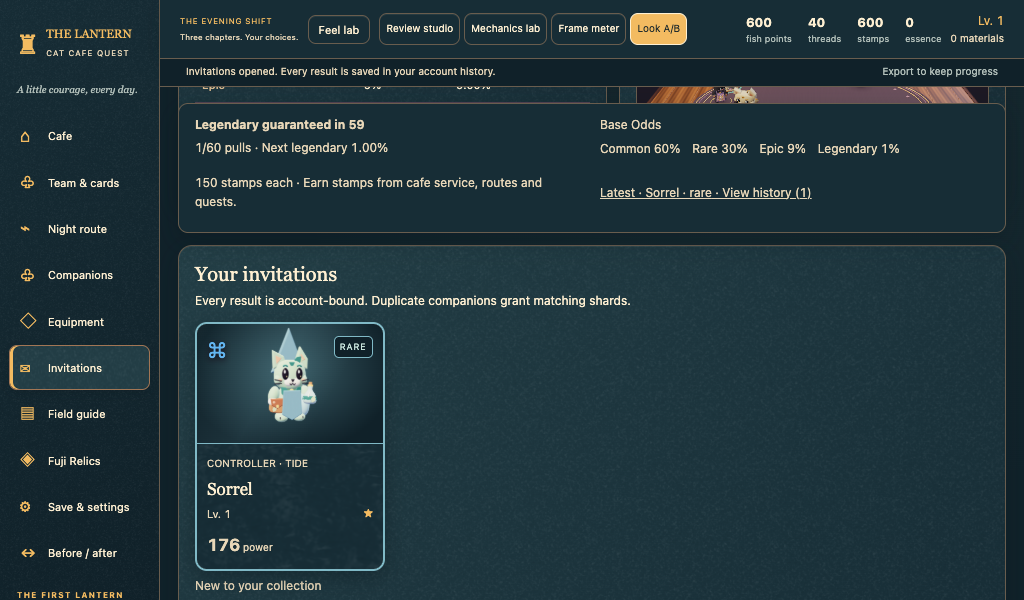 THE LANTERN
CAT CAFE QUEST
A little courage, every day.
Cafe
Team & cards
Night route
Companions
Equipment
Invitations
Field guide
Fuji Relics
Save & settings
Before / after
THE FIRST LANTERN
THE EVENING SHIFT
Three chapters. Your choices.
Feel lab
Review studio
Mechanics lab
Frame meter
Look A/B
600
fish points
40
threads
600
stamps
0
essence
Lv. 1
0 materials
Invitations opened. Every result is saved in your account history.
Export to keep progress
Legendary guaranteed in 59
1/60 pulls · Next legendary 1.00%
150 stamps each · Earn stamps from cafe service, routes and
quests.
Base Odds
Common 60% Rare 30% Epic 9% Legendary 1%
Latest · Sorrel · rare · View history (1)
Your invitations
Every result is account-bound. Duplicate companions grant matching shards.
RARE
CONTROLLER · TIDE
Sorrel
Lv. 1
176 power
New to your collection